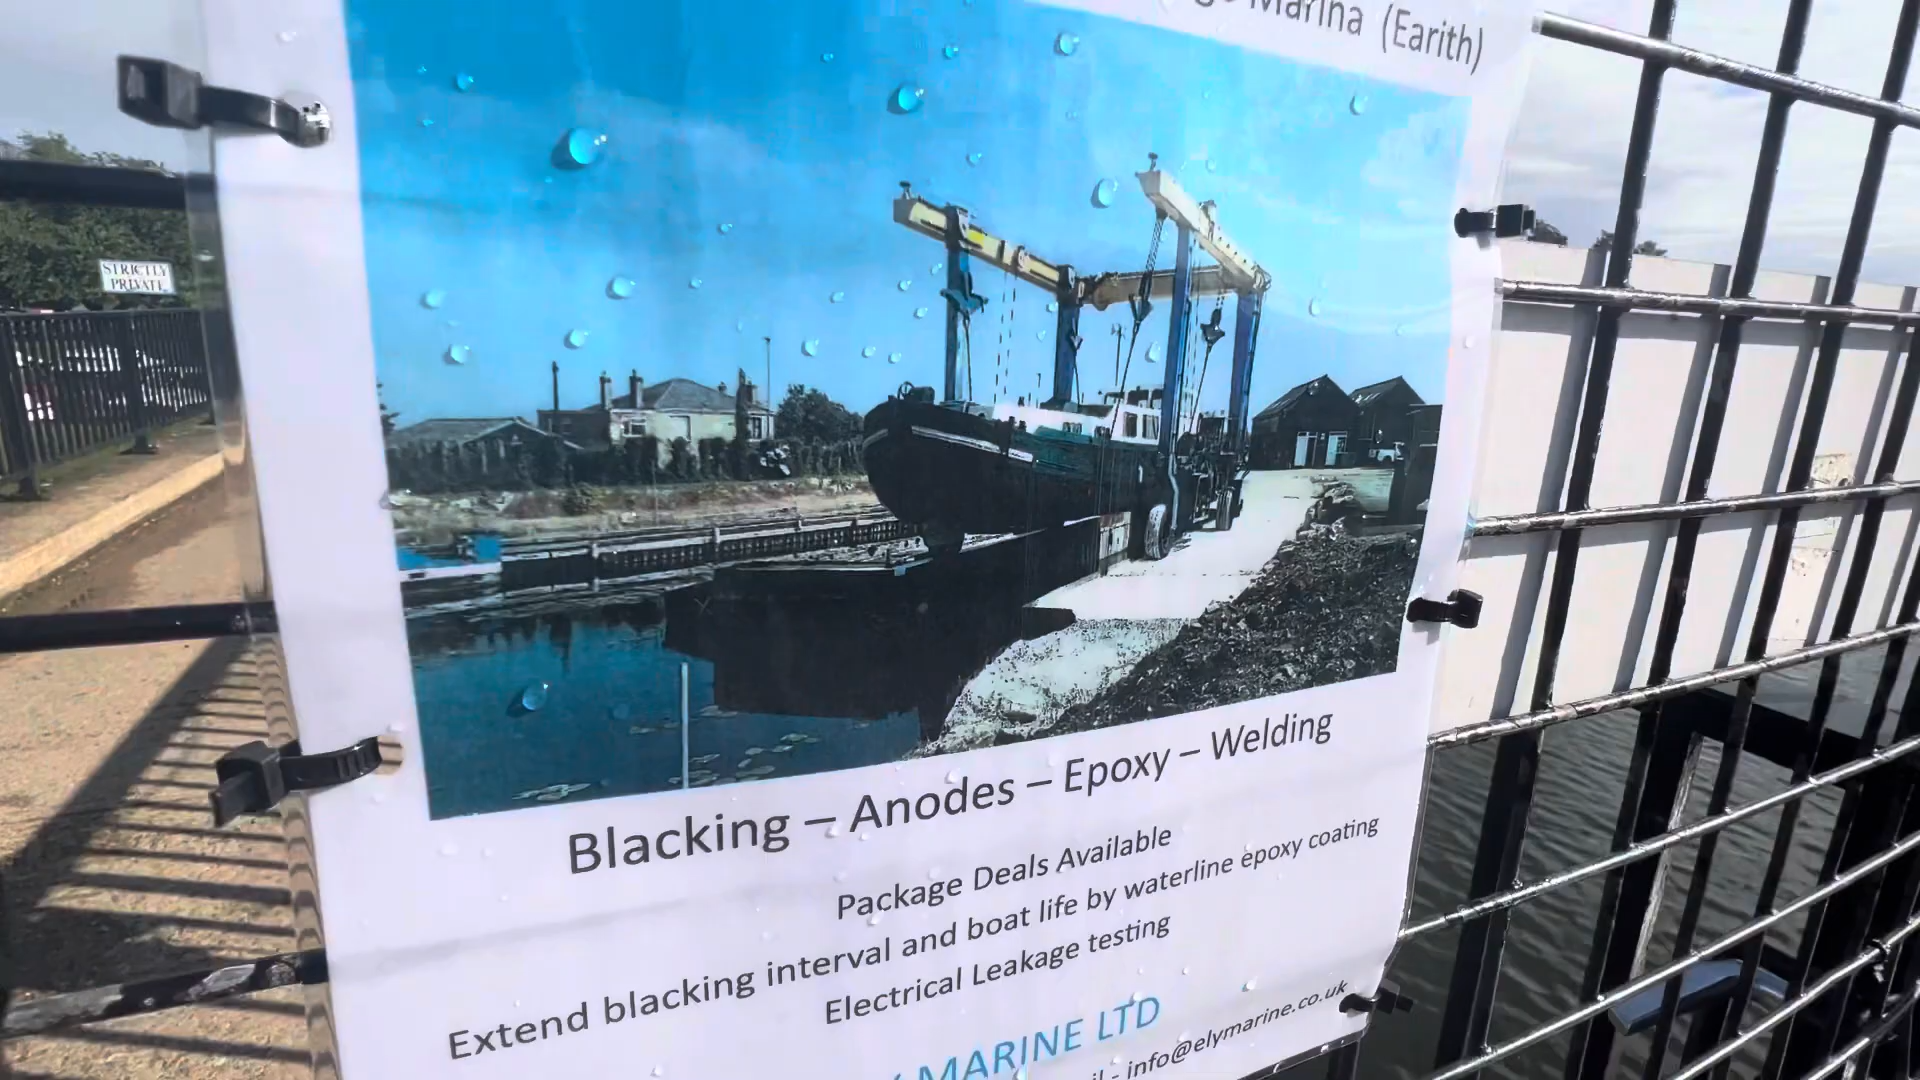 Marina (Earith)
STRICTLY
PRIVATE
Blacking – Anodes – Epoxy – Welding
Package Deals Available
Extend blacking interval and boat life by waterline epoxy coating
Electrical Leakage testing
MARINE LTD
- info@elymarine.co.uk